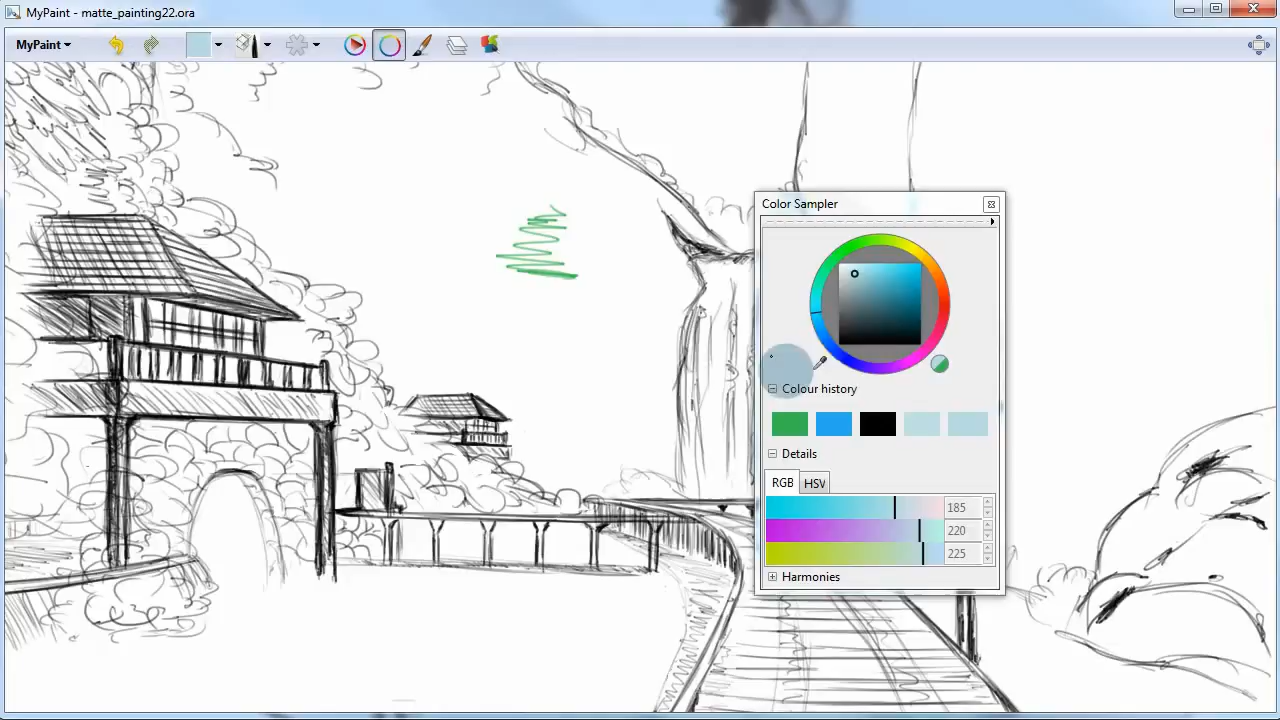 MyPaint - matte_painting22.ora
MyPaint
Color Sampler
Colour history
Details
RGB HSV
185
220
225
Harmonies